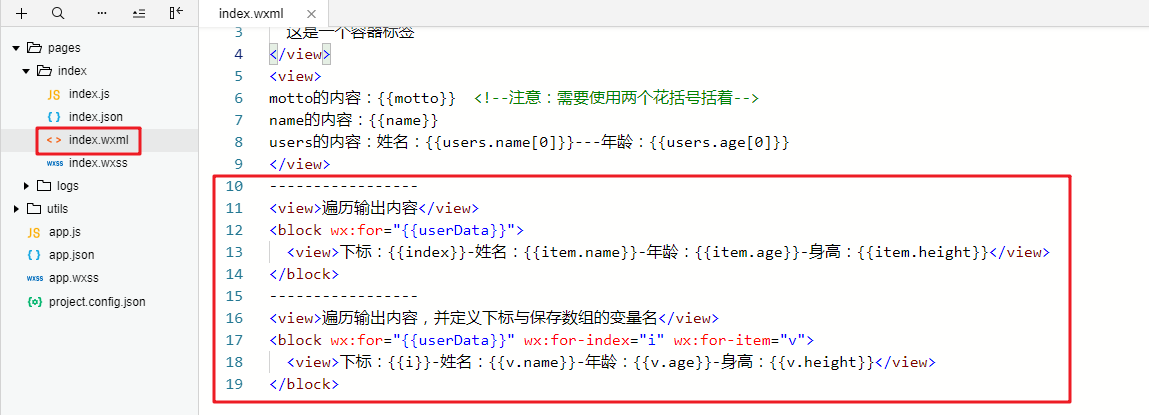 index.wxml
pages
index
JS index.js
{ } index.json
< > index.wxml
wxss index.wxss
logs
utils
JS app.js
{ } app.json
wxss app.wxss
{o} project.config.json
3 这是一个容器标签
4 </view>
5 <view>
6 motto的内容：{{motto}} <!--注意：需要使用两个花括号括着-->
7 name的内容：{{name}}
8 users的内容：姓名：{{users.name[0]}}---年龄：{{users.age[0]}}
9 </view>
10 -----------------
11 <view>遍历输出内容</view>
12 <block wx:for="{{userData}}">
13 <view>下标：{{index}}-姓名：{{item.name}}-年龄：{{item.age}}-身高：{{item.height}}</view>
14 </block>
15 -----------------
16 <view>遍历输出内容，并定义下标与保存数组的变量名</view>
17 <block wx:for="{{userData}}" wx:for-index="i" wx:for-item="v">
18 <view>下标：{{i}}-姓名：{{v.name}}-年龄：{{v.age}}-身高：{{v.height}}</view>
19 </block>